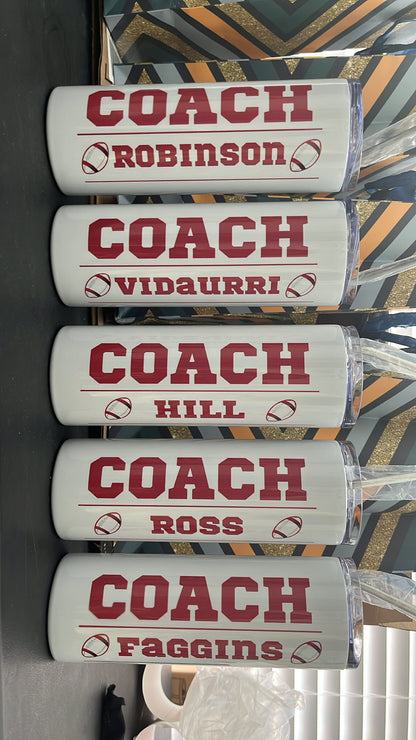 COACH
ROBINSON
COACH
VIDAURRI
COACH
HILL
COACH
ROSS
COACH
FAGGINS